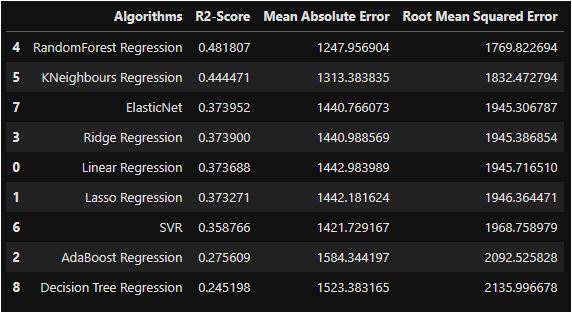 Algorithms R2-Score Mean Absolute Error Root Mean Squared Error
4 RandomForest Regression 0.481807 1247.956904 1769.822694
5 KNeighbours Regression 0.444471 1313.383835 1832.472794
7 ElasticNet 0.373952 1440.766073 1945.306787
3 Ridge Regression 0.373900 1440.988569 1945.386854
0 Linear Regression 0.373688 1442.983989 1945.716510
1 Lasso Regression 0.373271 1442.181624 1946.364471
6 SVR 0.358766 1421.729167 1968.758979
2 AdaBoost Regression 0.275609 1584.344197 2092.525828
8 Decision Tree Regression 0.245198 1523.383165 2135.996678